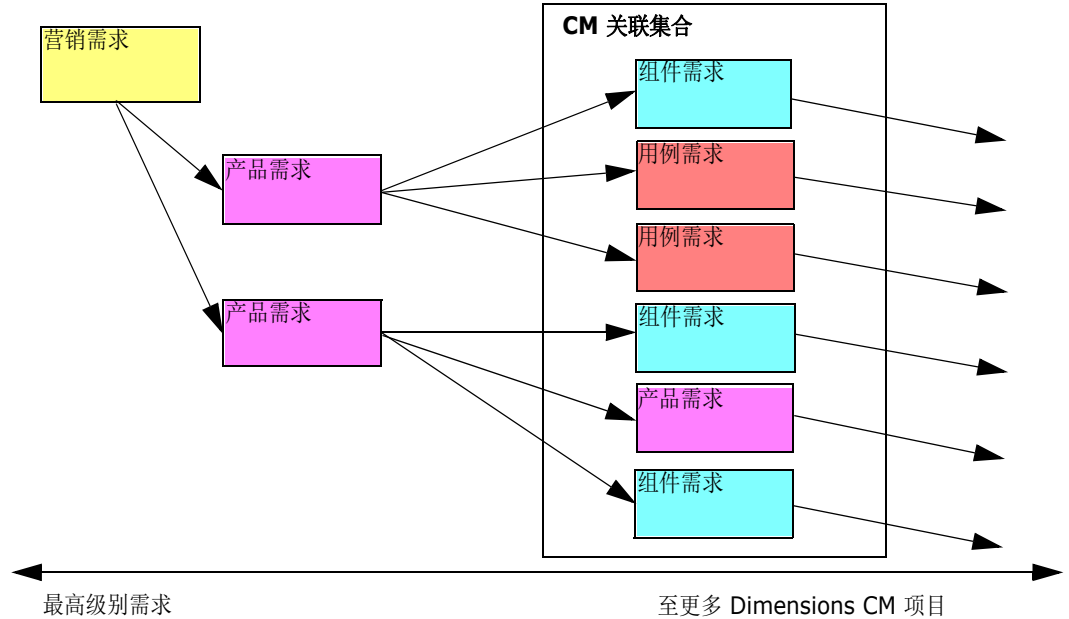 营销需求
CM 关联集合
组件需求
用例需求
产品需求
用例需求
产品需求
组件需求
产品需求
组件需求
最高级别需求
至更多 Dimensions CM 项目